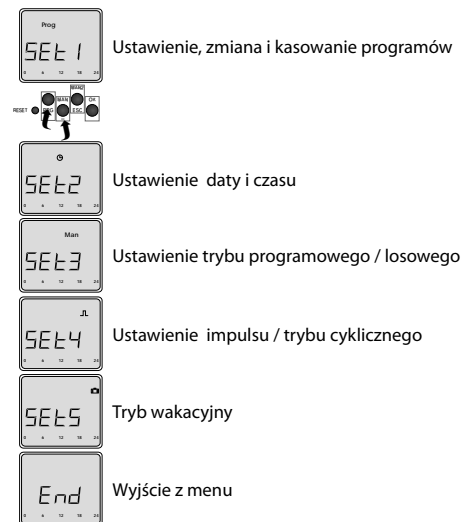 Prog
SEt 1
0 6 12 18 24
Ustawienie, zmiana i kasowanie programów
MAN
OK
RESET
ESC
SEt2
0 6 12 18 24
Ustawienie daty i czasu
Man
SEt3
0 6 12 18 24
Ustawienie trybu programowego / losowego
SEt4
0 6 12 18 24
Ustawienie impulsu / trybu cyklicznego
SEt5
0 6 12 18 24
Tryb wakacyjny
End
0 6 12 18 24
Wyjście z menu